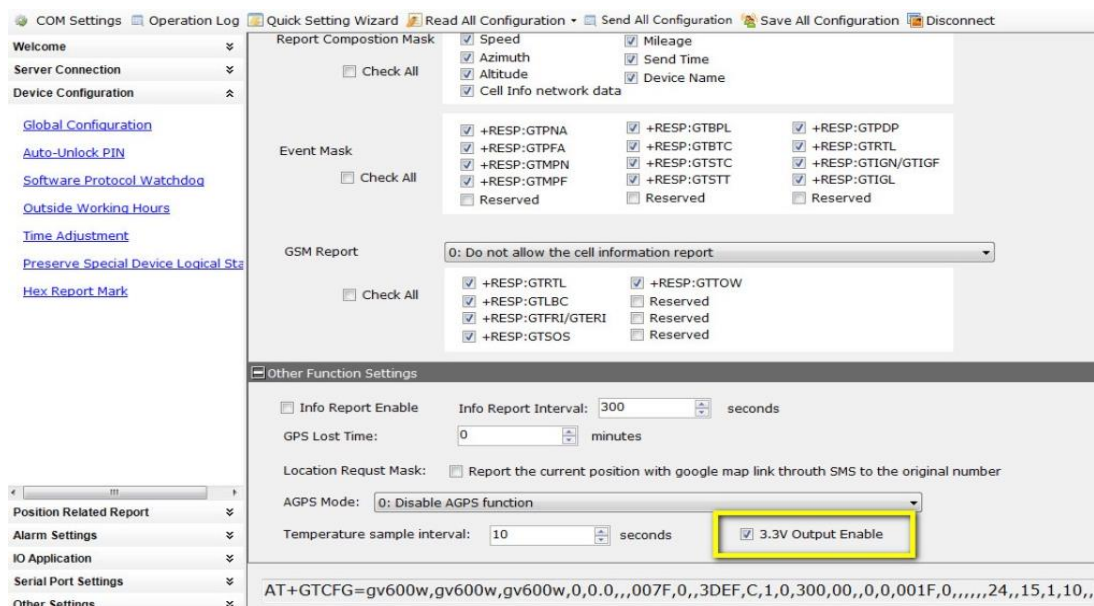 COM Settings Operation Log Quick Setting Wizard Read All Configuration Send All Configuration Save All Configuration Disconnect
Welcome
Server Connection
Device Configuration
Global Configuration
Auto-Unlock PIN
Software Protocol Watchdog
Outside Working Hours
Time Adjustment
Preserve Special Device Logical Sta
Hex Report Mark
Position Related Report
Alarm Settings
IO Application
Serial Port Settings
Other Settings
Report Compostion Mask
Check All
Speed Mileage
Azimuth Send Time
Altitude Device Name
Cell Info network data
Event Mask
Check All
+RESP:GTPNA +RESP:GTBPL +RESP:GTPDP
+RESP:GTPFA +RESP:GTBTC +RESP:GTRTL
+RESP:GTMPN +RESP:GTSTC +RESP:GTIGN/GTIGF
+RESP:GTMPF +RESP:GTSTT +RESP:GTIGL
Reserved Reserved Reserved
GSM Report 0: Do not allow the cell information report
Check All
+RESP:GTRTL +RESP:GTTOW
+RESP:GTLBC Reserved
+RESP:GTFRI/GTERI Reserved
+RESP:GTSOS Reserved
Other Function Settings
Info Report Enable Info Report Interval: 300 seconds
GPS Lost Time: 0 minutes
Location Requst Mask: Report the current position with google map link throuth SMS to the original number
AGPS Mode: 0: Disable AGPS function
Temperature sample interval: 10 seconds 3.3V Output Enable
AT+GTCFG=gv600w,gv600w,gv600w,0,0.0,,,007F,0,,3DEF,C,1,0,300,00,,0,0,001F,0,,,,,,24,,15,1,10,,